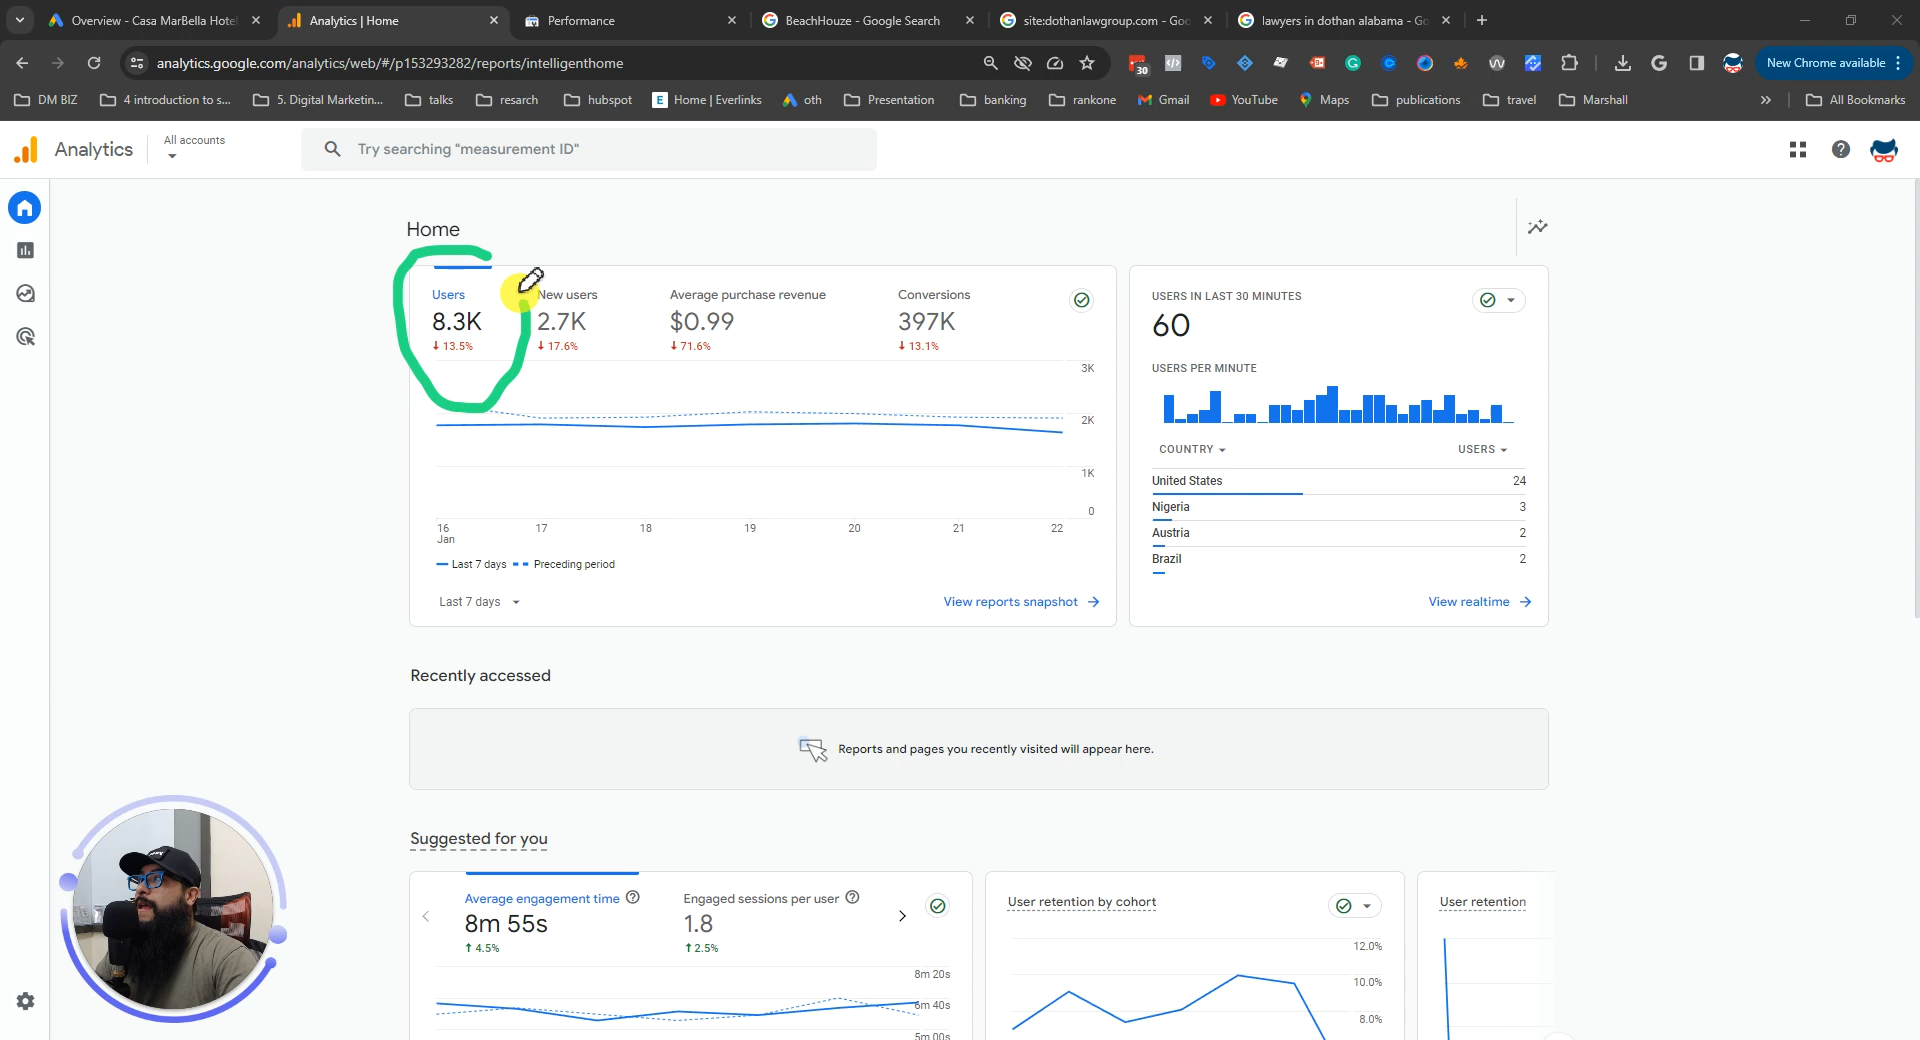 Overview - Casa MarBella Hotel
Analytics | Home
Performance
BeachHouze - Google Search
site:dothanlawgroup.com - Goo
lawyers in dothan alabama - Go
analytics.google.com/analytics/web/#/p153293282/reports/intelligenthome
30
New Chrome available
DM BIZ
4 introduction to s...
5. Digital Marketin...
talks
resarch
hubspot
E
Home | Everlinks
oth
Presentation
banking
rankone
Gmail
YouTube
Maps
publications
travel
Marshall
»
All Bookmarks
Analytics
All accounts
Try searching "measurement ID"
Home
Users
8.3K
↓ 13.5%
New users
2.7K
↓ 17.6%
Average purchase revenue
$0.99
↓ 71.6%
Conversions
397K
↓ 13.1%
3K
2K
1K
0
16
Jan
17
18
19
20
21
22
Last 7 days
Preceding period
Last 7 days
View reports snapshot
USERS IN LAST 30 MINUTES
60
USERS PER MINUTE
COUNTRY
USERS
United States
24
Nigeria
3
Austria
2
Brazil
2
View realtime
Recently accessed
Reports and pages you recently visited will appear here.
Suggested for you
Average engagement time
8m 55s
↑ 4.5%
Engaged sessions per user
1.8
↑ 2.5%
8m 20s
6m 40s
5m 00s
User retention by cohort
12.0%
10.0%
8.0%
User retention